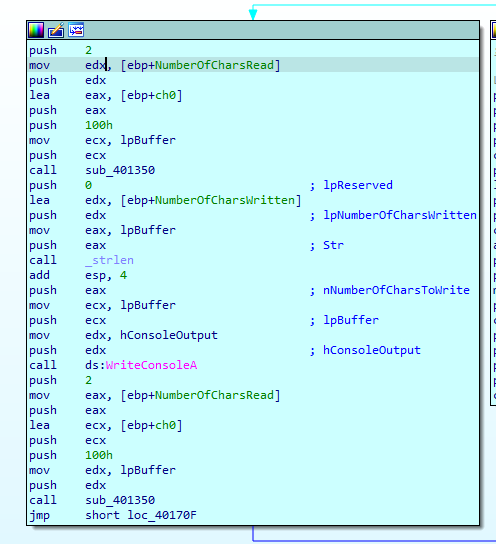 push 2
mov edx, [ebp+NumberOfCharsRead]
push edx
lea eax, [ebp+ch0]
push eax
push 100h
mov ecx, lpBuffer
push ecx
call sub_401350
push 0 ; lpReserved
lea edx, [ebp+NumberOfCharsWritten]
push edx ; lpNumberOfCharsWritten
mov eax, lpBuffer
push eax ; Str
call _strlen
add esp, 4
push eax ; nNumberOfCharsToWrite
mov ecx, lpBuffer
push ecx ; lpBuffer
mov edx, hConsoleOutput
push edx ; hConsoleOutput
call ds:WriteConsoleA
push 2
mov eax, [ebp+NumberOfCharsRead]
push eax
lea ecx, [ebp+ch0]
push ecx
push 100h
mov edx, lpBuffer
push edx
call sub_401350
jmp short loc_40170F